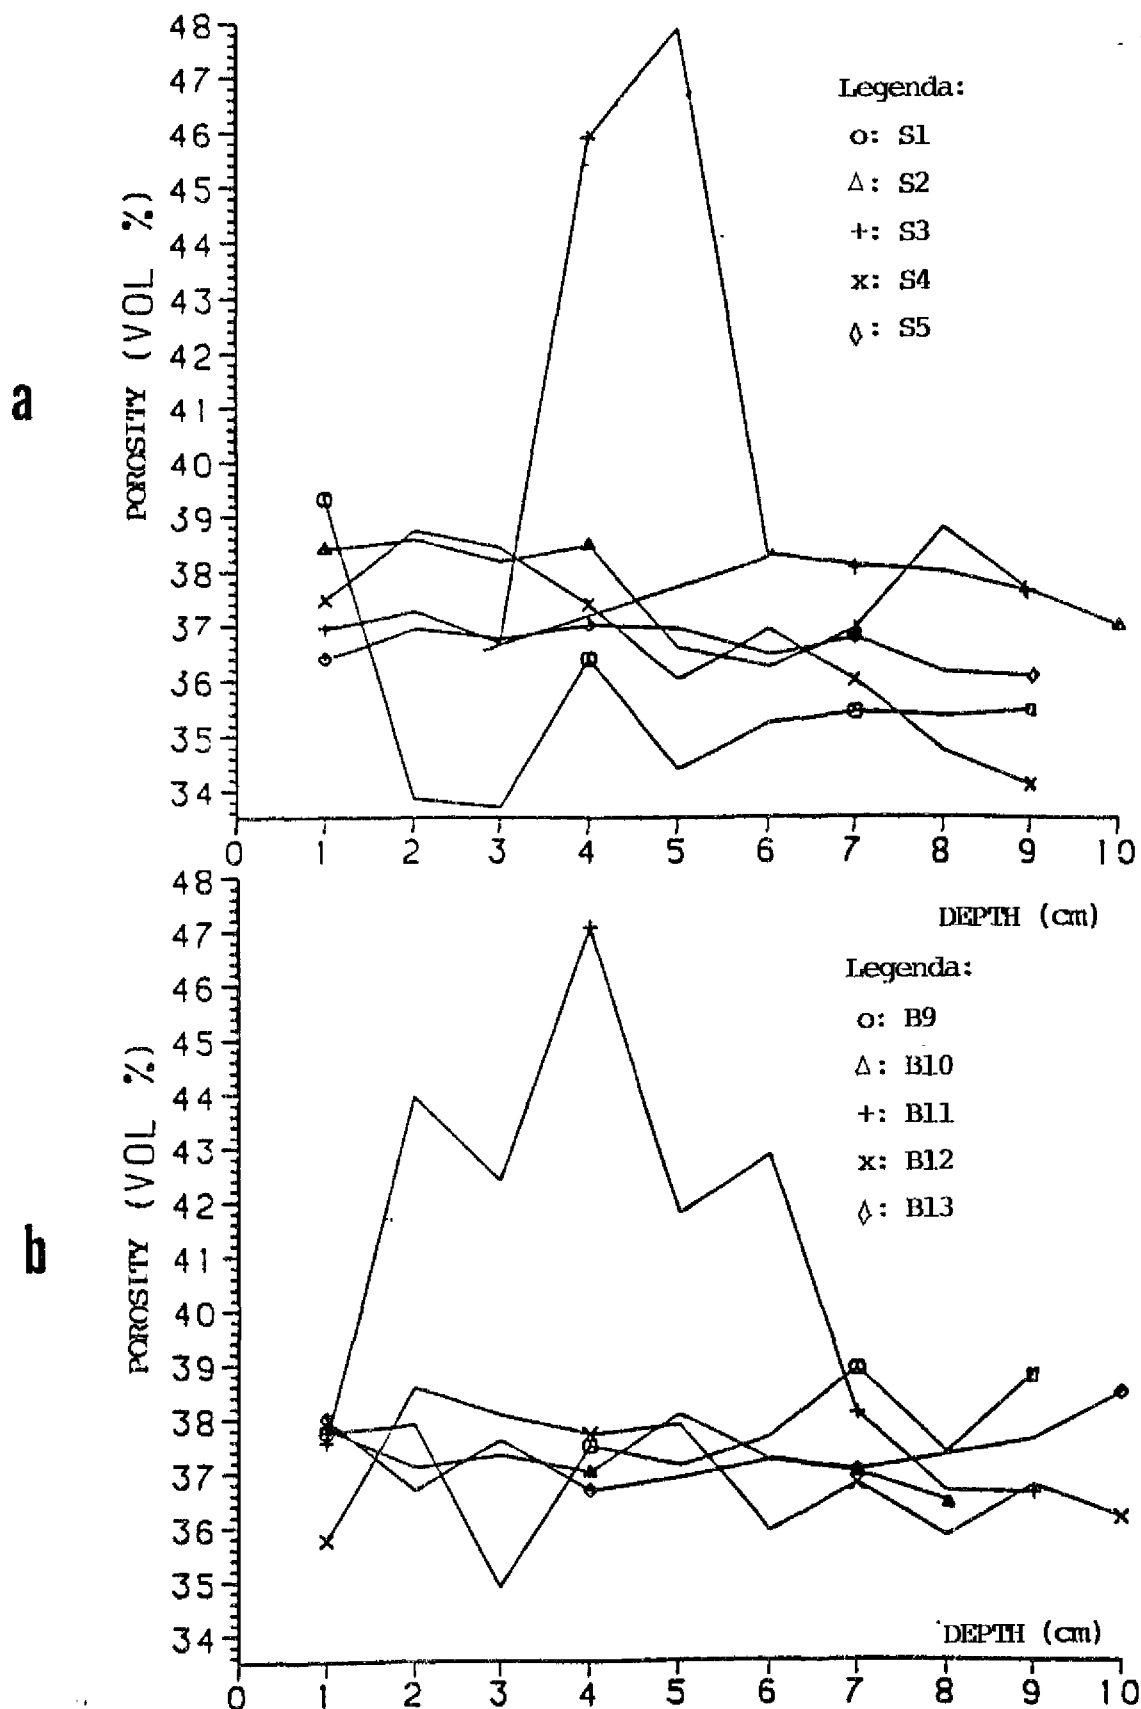 a
POROSITY (VOL %)
48
47
46
45
44
43
42
41
40
39
38
37
36
35
34
Legenda:
o: S1
Δ: S2
+: S3
x: S4
◊: S5
0 1 2 3 4 5 6 7 8 9 10
DEPTH (cm)
b
POROSITY (VOL %)
48
47
46
45
44
43
42
41
40
39
38
37
36
35
34
Legenda:
o: B9
Δ: B10
+: B11
x: B12
◊: B13
DEPTH (cm)
0 1 2 3 4 5 6 7 8 9 10